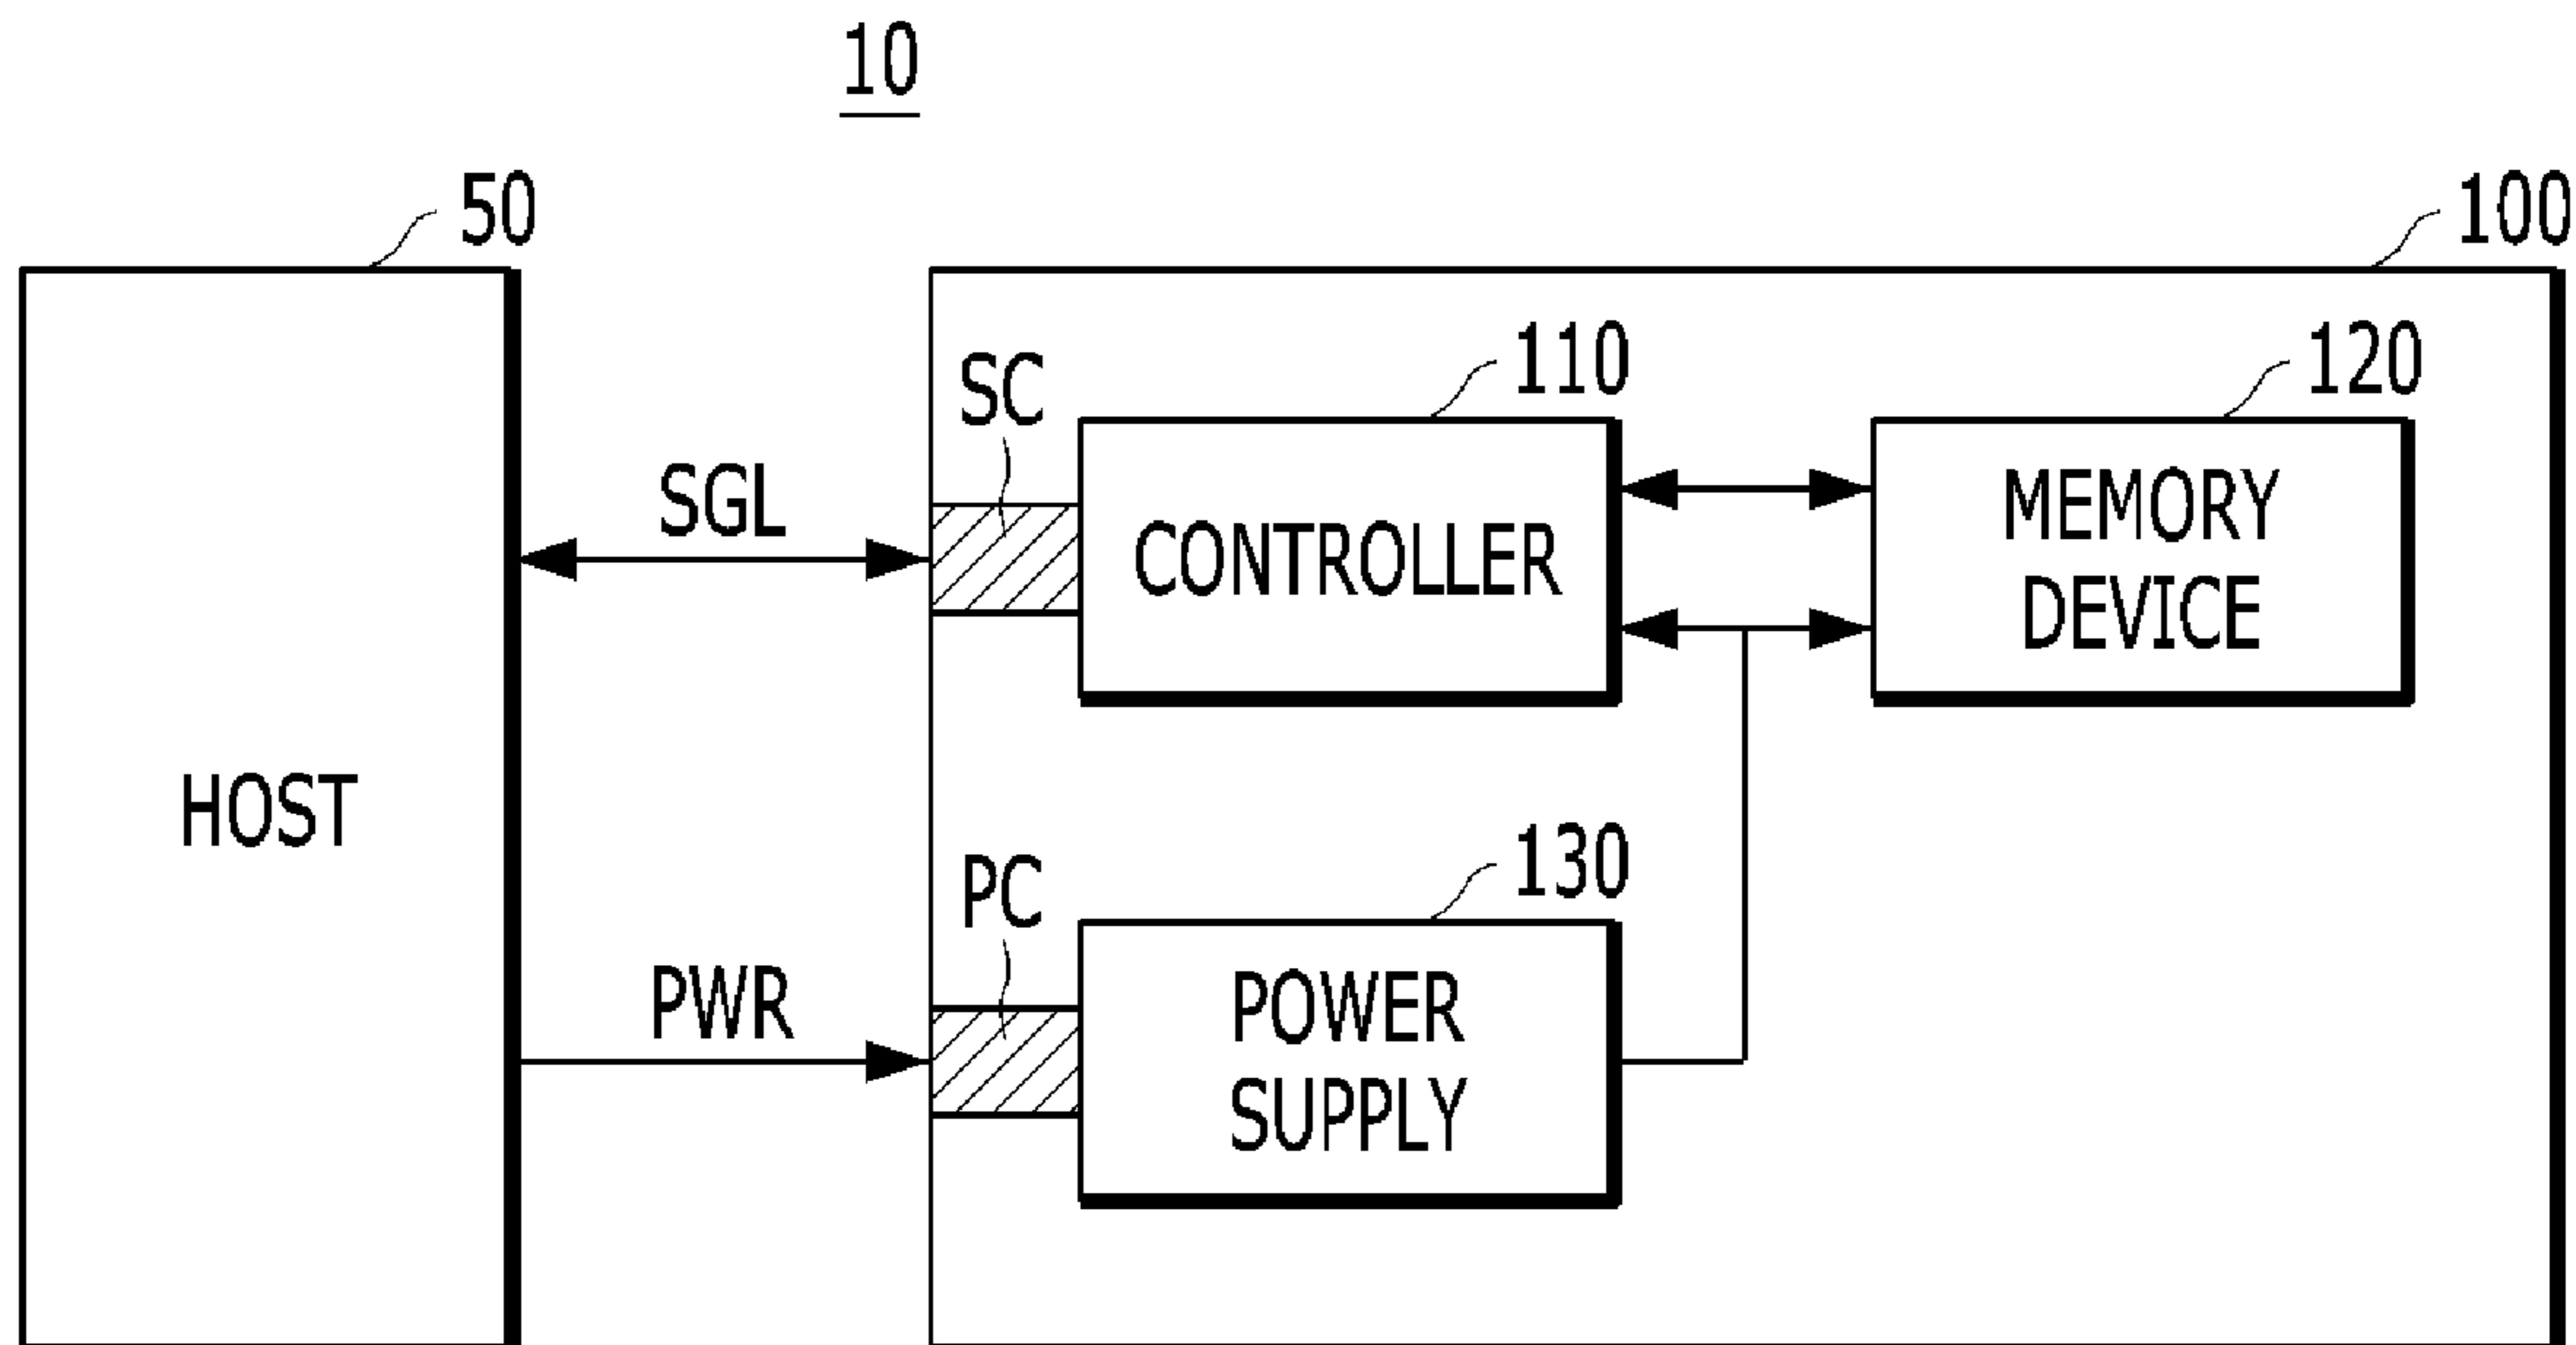 10
50
100
SC
110
120
SGL
CONTROLLER
MEMORY
DEVICE
HOST
PC
130
PWR
POWER
SUPPLY